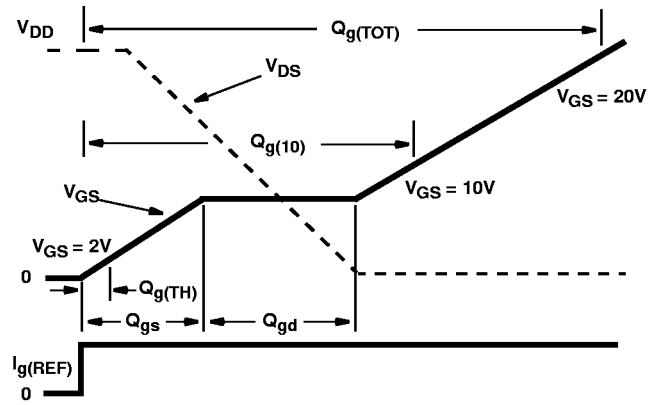 V_DD
Q_g(TOT)
V_DS
V_GS = 20V
Q_g(10)
V_GS
V_GS = 10V
V_GS = 2V
0
Q_g(TH)
Q_gs
Q_gd
I_g(REF)
0